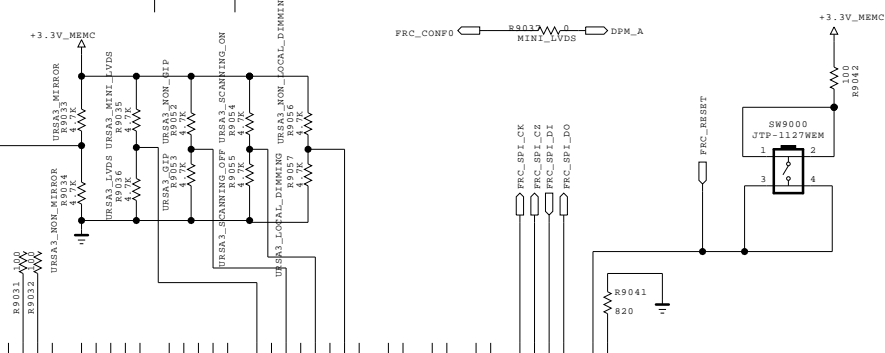 +3.3V_MEMC
FRC_CONF0
R9037
0
MINI_LVDS
DPM_A
+3.3V_MEMC
100
R9042
URSA3_MIRROR
R9033
4.7K
URSA3_MINI_LVDS
R9035
4.7K
URSA3_NON_GIP
R9052
4.7K
URSA3_SCANNING_ON
R9054
4.7K
URSA3_NON_LOCAL_DIMMING
R9056
4.7K
URSA3_NON_MIRROR
R9034
4.7K
URSA3_LVDS
R9036
4.7K
URSA3_GIP
R9053
4.7K
URSA3_SCANNING_OFF
R9055
4.7K
URSA3_LOCAL_DIMMING
R9057
4.7K
FRC_SPI_CK
FRC_SPI_CZ
FRC_SPI_DI
FRC_SPI_DO
FRC_RESET
SW9000
JTP-1127WEM
1
2
3
4
R9031
100
R9032
100
R9041
820